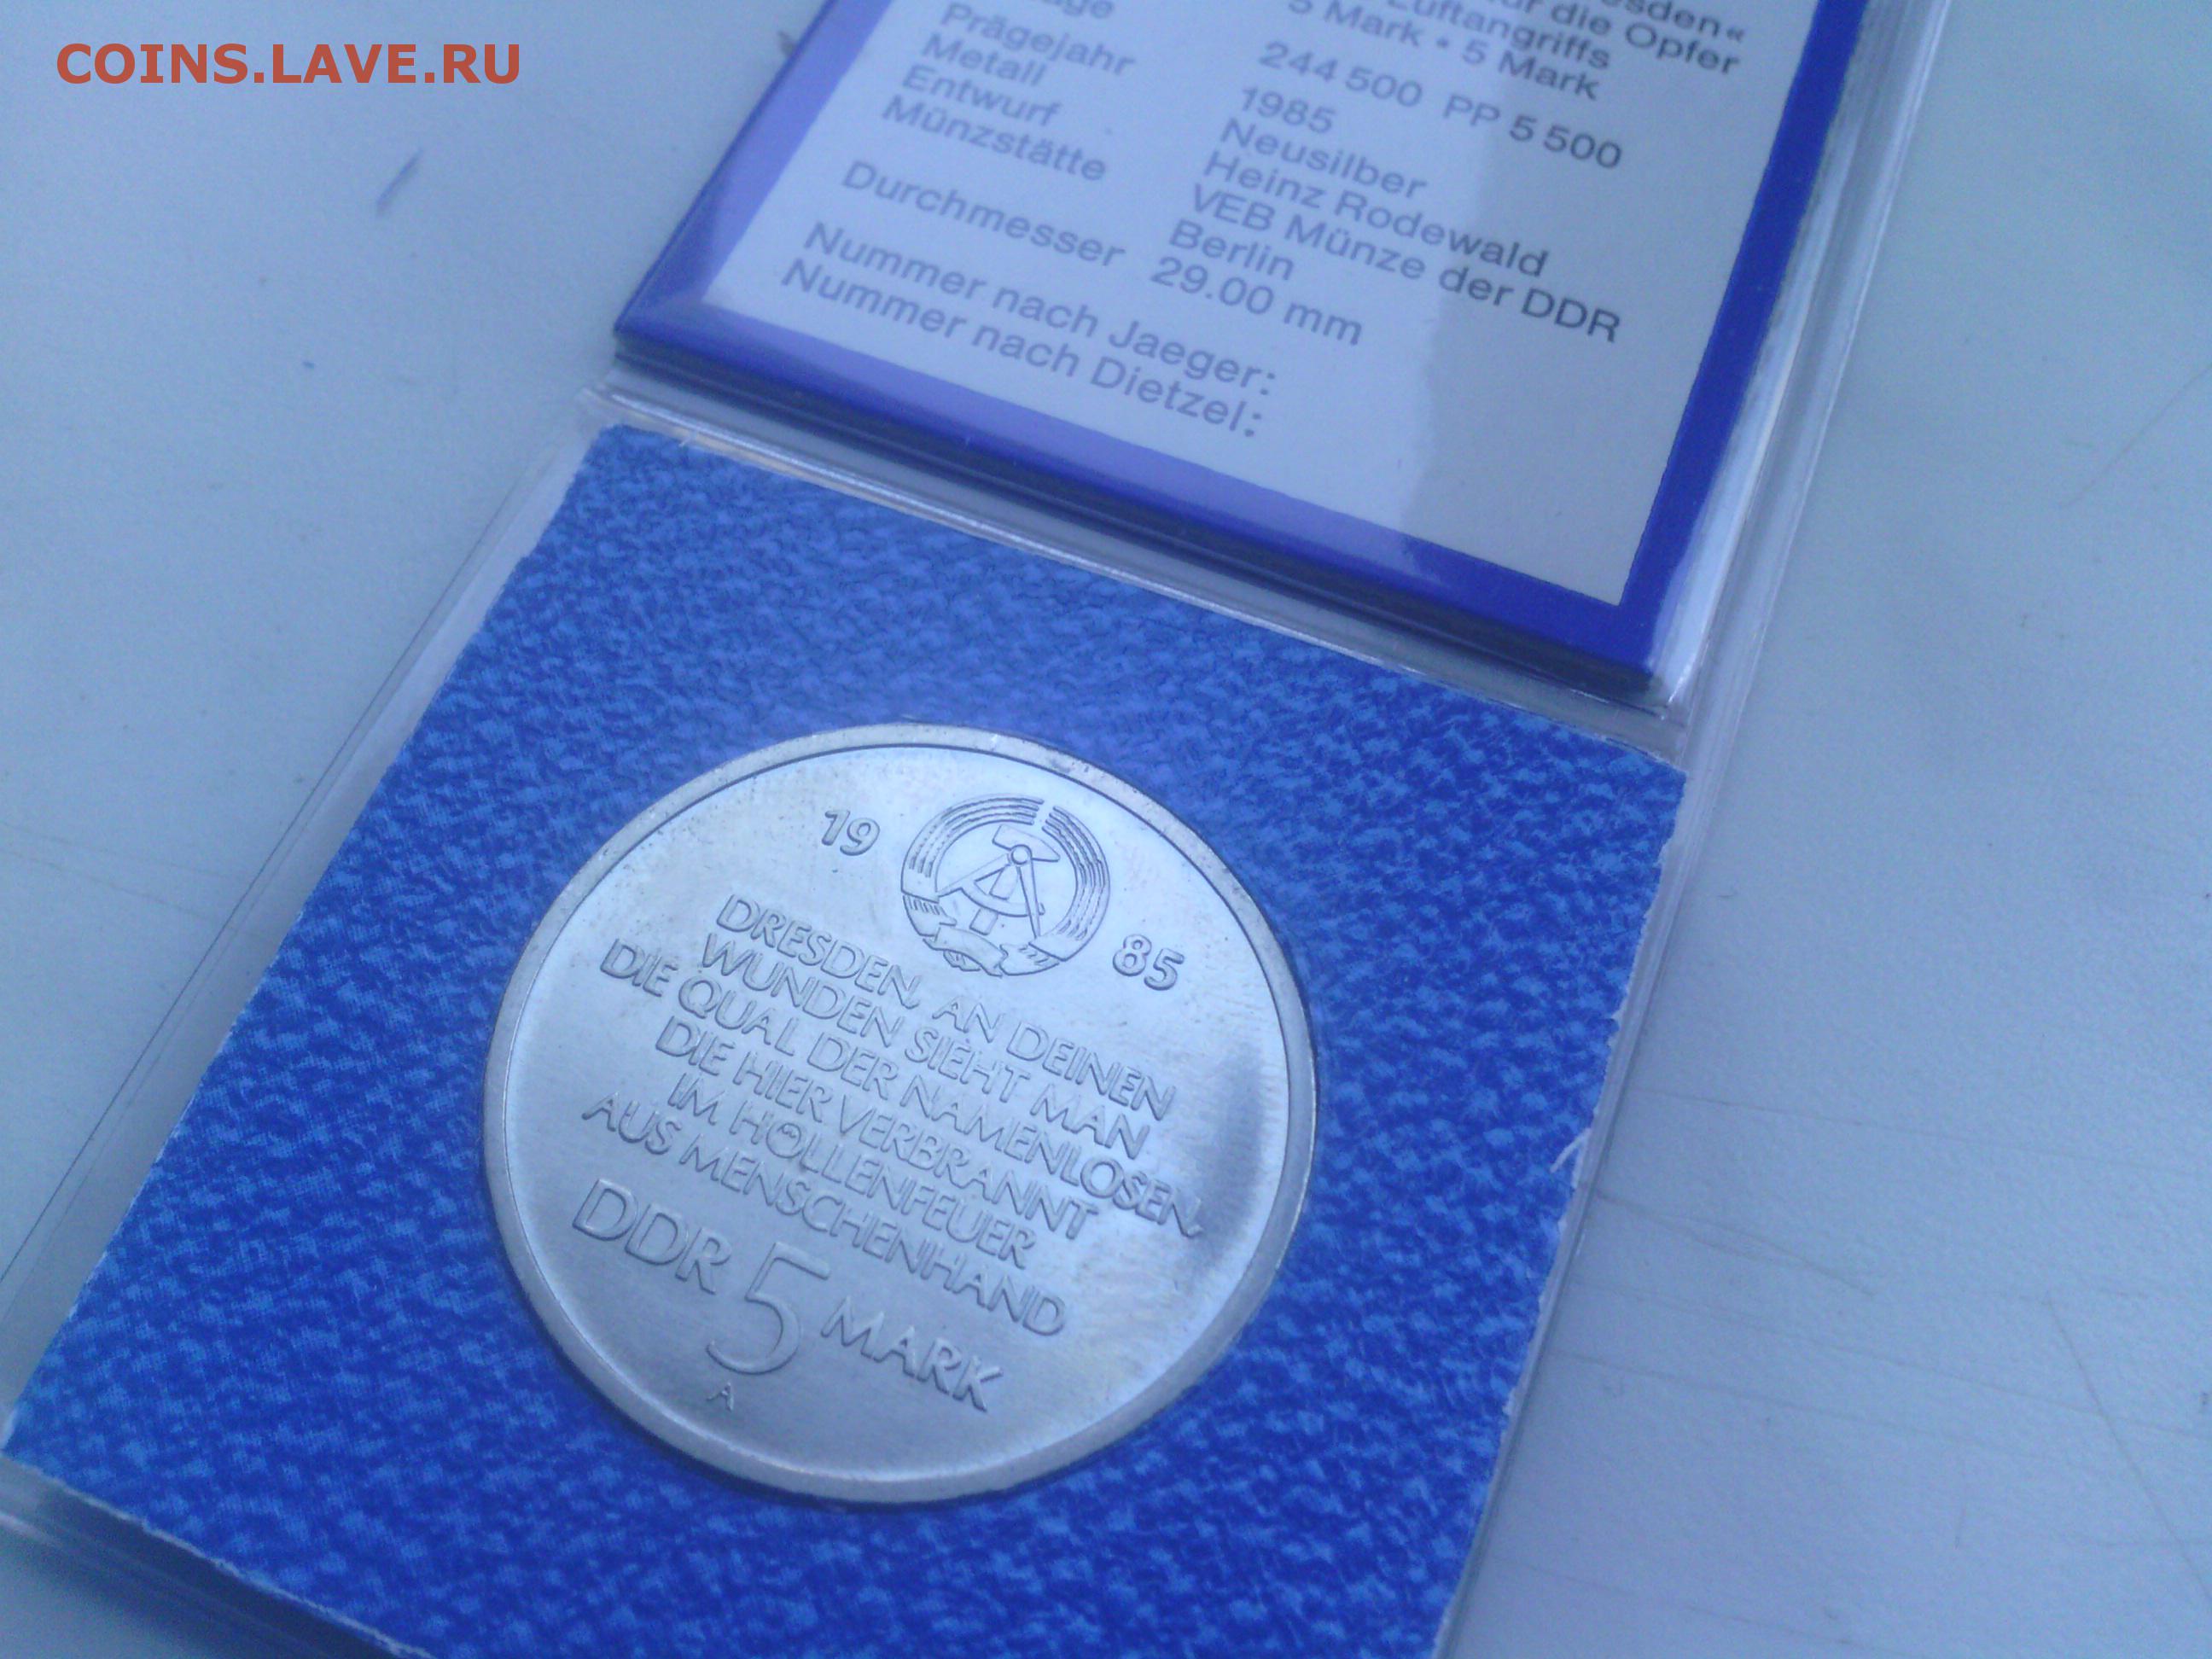 COINS.LAVE.RU
für die Opfer
Luftangriffs
5 Mark • 5 Mark
244 500 PP 5 500
Prägejahr 1985
Metall Neusilber
Entwurf Heinz Rodewald
Münzstätte VEB Münze der DDR
Berlin
Durchmesser 29.00 mm
Nummer nach Jaeger:
Nummer nach Dietzel:
19 85
DRESDEN, AN DEINEN
WUNDEN SIEHT MAN
DIE QUAL DER NAMENLOSEN,
DIE HIER VERBRANNT
IM HÖLLENFEUER
AUS MENSCHENHAND
DDR 5 MARK
A